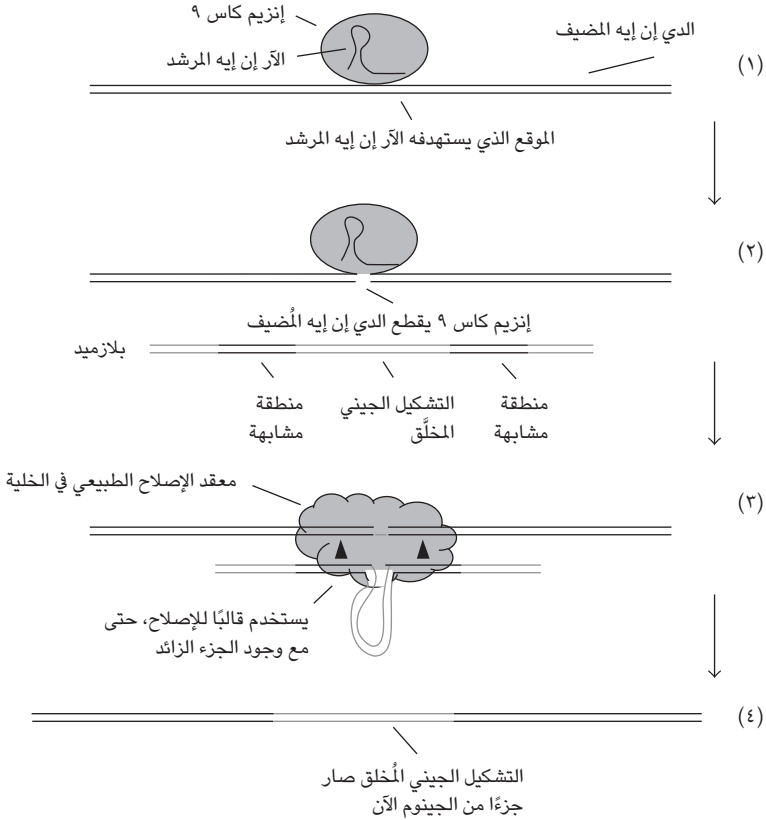 إنزيم كاس ٩
الدي إن إيه المضيف
الآر إن إيه المرشد
(١)
الموقع الذي يستهدفه الآر إن إيه المرشد
(٢)
إنزيم كاس ٩ يقطع الدي إن إيه المُضيف
بلازميد
منطقة
مشابهة
التشكيل الجيني
المخلَّق
منطقة
مشابهة
معقد الإصلاح الطبيعي في الخلية
(٣)
يستخدم قالبًا للإصلاح، حتى
مع وجود الجزء الزائد
(٤)
التشكيل الجيني المُخلق صار
جزءًا من الجينوم الآن